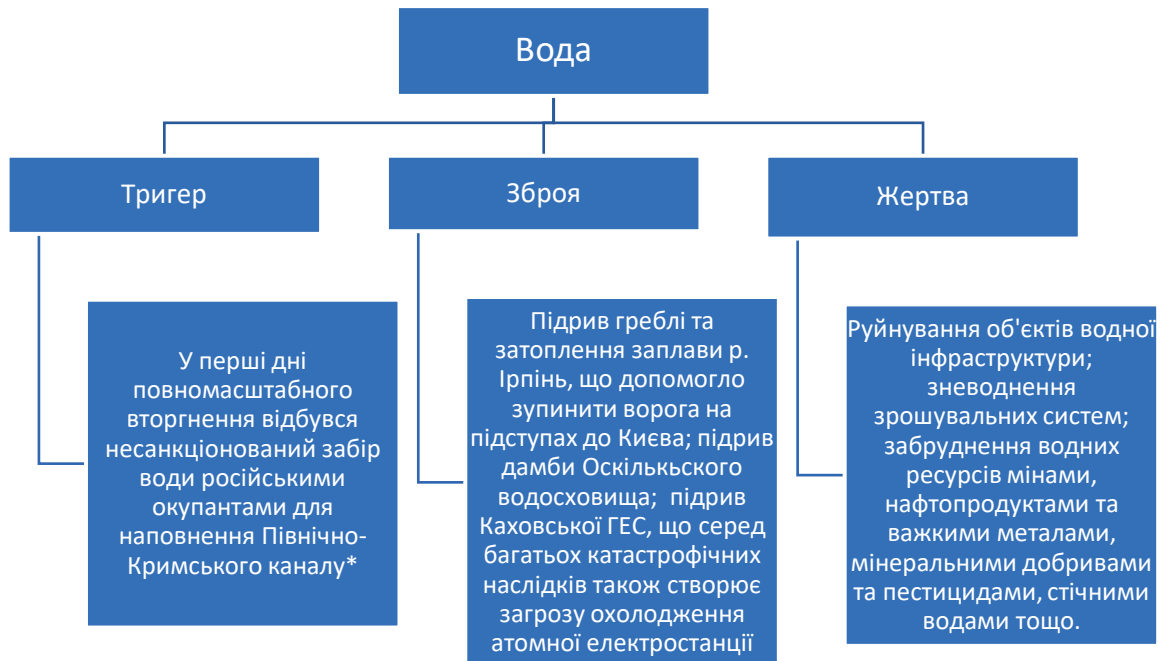 Вода
Тригер
Зброя
Жертва
У перші дні
повномасштабного
вторгнення відбувся
несанкціонований забір
води російськими
окупантами для
наповнення Північно-
Кримського каналу*
Підрив греблі та
затоплення заплави р.
Ірпінь, що допомогло
зупинити ворога на
підступах до Києва; підрив
дамби Оскількьского
водосховища; підрив
Каховської ГЕС, що серед
багатьох катастрофічних
наслідків також створює
загрозу охолодження
атомної електростанції
Руйнування об'єктів водної
інфраструктури;
зневоднення
зрошувальних систем;
забруднення водних
ресурсів мінами,
нафтопродуктами та
важкими металами,
мінеральними добривами
та пестицидами, стічними
водами тощо.